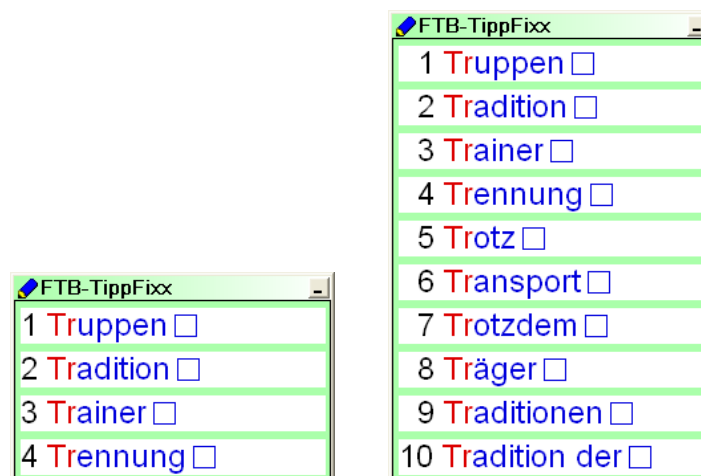 FTB-TippFixx
1 Truppen
2 Tradition
3 Trainer
4 Trennung
FTB-TippFixx
1 Truppen
2 Tradition
3 Trainer
4 Trennung
5 Trotz
6 Transport
7 Trotzdem
8 Träger
9 Traditionen
10 Tradition der